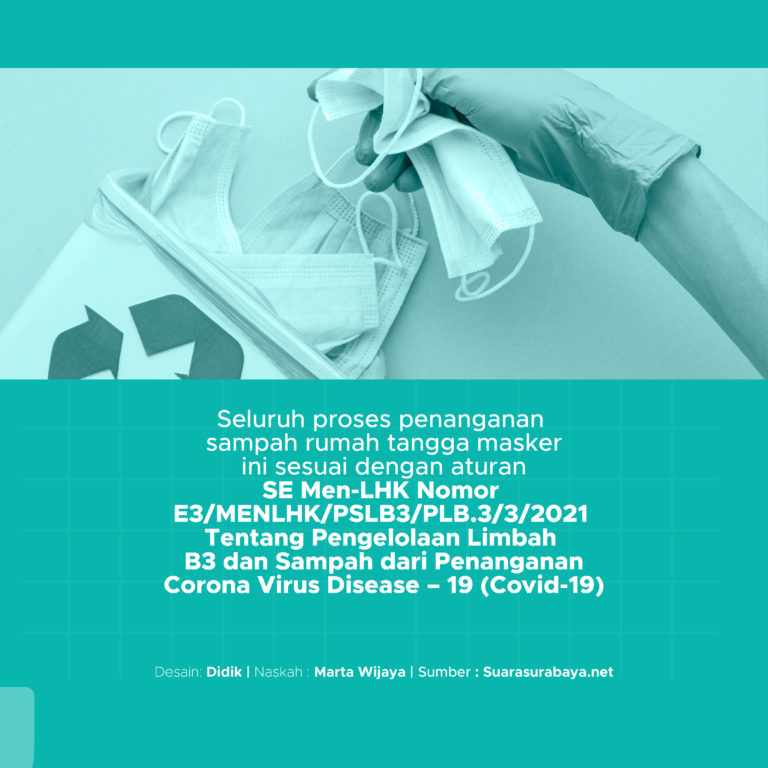 Seluruh proses penanganan
sampah rumah tangga masker
ini sesuai dengan aturan
SE Men-LHK Nomor
E3/MENLHK/PSLB3/PLB.3/3/2021
Tentang Pengelolaan Limbah
B3 dan Sampah dari Penanganan
Corona Virus Disease – 19 (Covid-19)
Desain: Didik | Naskah : Marta Wijaya | Sumber : Suarasurabaya.net